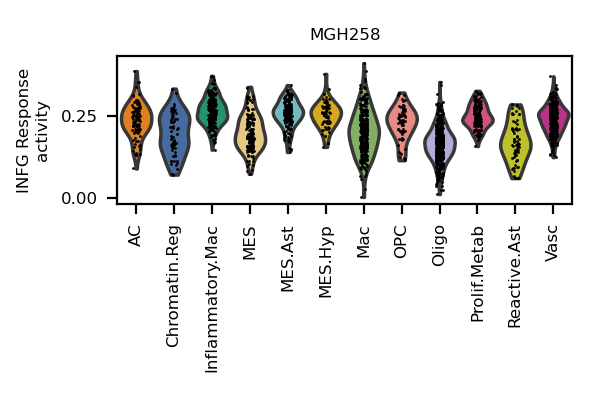 MGH258
INFG Response
activity
0.25
0.00
AC
Chromatin.Reg
Inflammatory.Mac
MES
MES.Ast
MES.Hyp
Mac
OPC
Oligo
Prolif.Metab
Reactive.Ast
Vasc